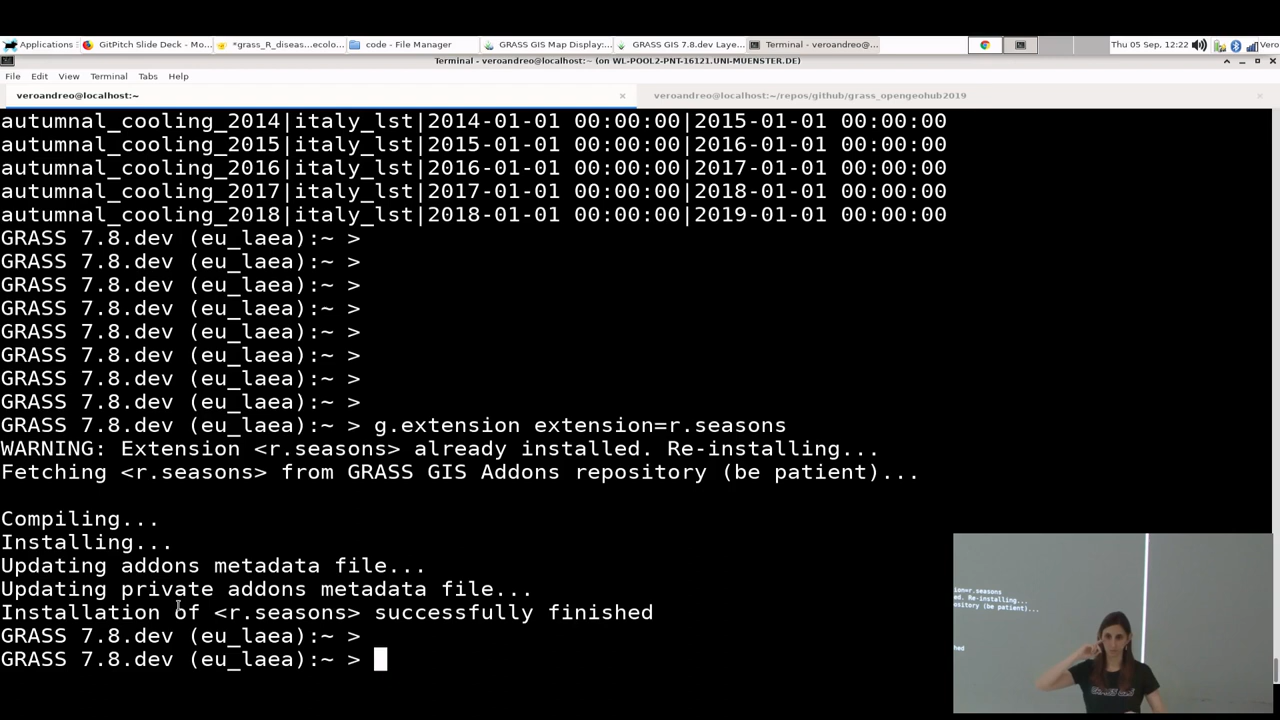 Applications
GitPitch Slide Deck - Mo...
*grass_R_diseas...ecolo...
code - File Manager
GRASS GIS Map Display:...
GRASS GIS 7.8.dev Laye...
Terminal - veroandreo@...
Thu 05 Sep, 12:22
Vero
Terminal - veroandreo@localhost:~ (on WL-POOL2-PNT-16121.UNI-MUENSTER.DE)
File Edit View Terminal Tabs Help
veroandreo@localhost:~
veroandreo@localhost:~/repos/github/grass_opengeohub2019
autumnal_cooling_2014|italy_lst|2014-01-01 00:00:00|2015-01-01 00:00:00
autumnal_cooling_2015|italy_lst|2015-01-01 00:00:00|2016-01-01 00:00:00
autumnal_cooling_2016|italy_lst|2016-01-01 00:00:00|2017-01-01 00:00:00
autumnal_cooling_2017|italy_lst|2017-01-01 00:00:00|2018-01-01 00:00:00
autumnal_cooling_2018|italy_lst|2018-01-01 00:00:00|2019-01-01 00:00:00
GRASS 7.8.dev (eu_laea):~ >
GRASS 7.8.dev (eu_laea):~ >
GRASS 7.8.dev (eu_laea):~ >
GRASS 7.8.dev (eu_laea):~ >
GRASS 7.8.dev (eu_laea):~ >
GRASS 7.8.dev (eu_laea):~ >
GRASS 7.8.dev (eu_laea):~ >
GRASS 7.8.dev (eu_laea):~ >
GRASS 7.8.dev (eu_laea):~ > g.extension extension=r.seasons
WARNING: Extension <r.seasons> already installed. Re-installing...
Fetching <r.seasons> from GRASS GIS Addons repository (be patient)...
Compiling...
Installing...
Updating addons metadata file...
Updating private addons metadata file...
Installation of <r.seasons> successfully finished
GRASS 7.8.dev (eu_laea):~ >
GRASS 7.8.dev (eu_laea):~ >
ion=r.seasons
ed. Re-installing...
ository (be patient)...
hed